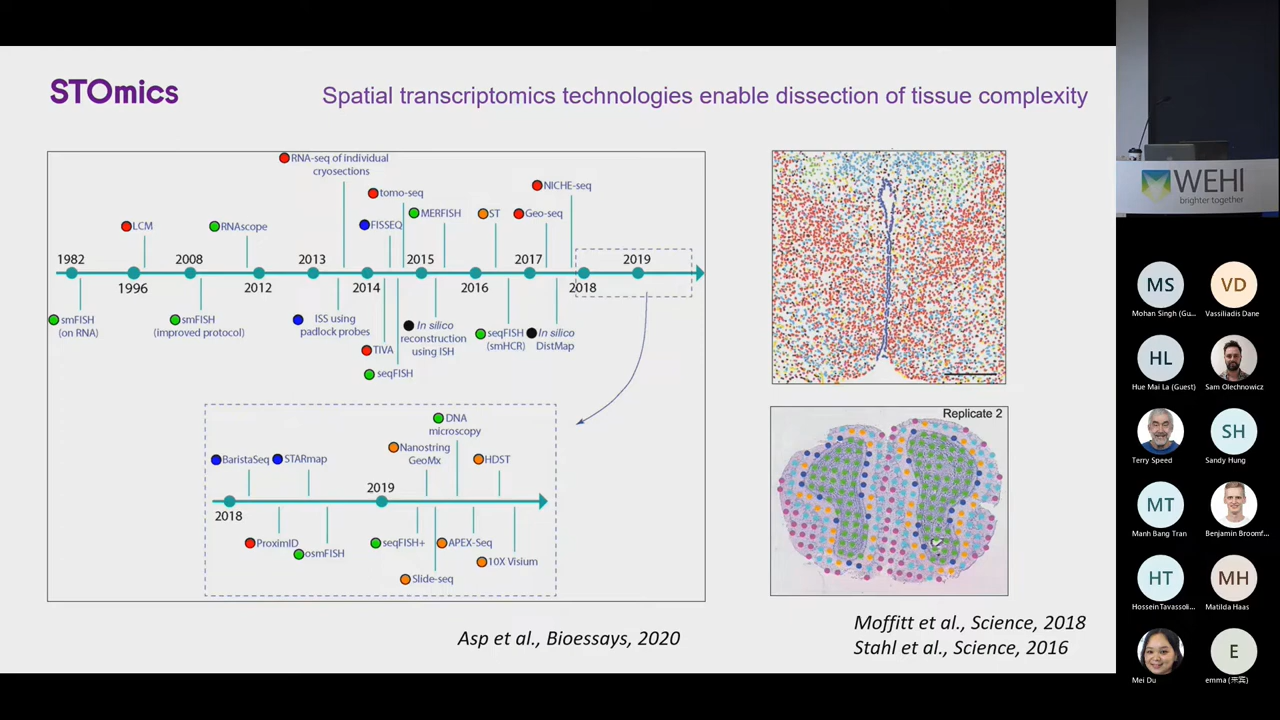 STOmics
Spatial transcriptomics technologies enable dissection of tissue complexity
RNA-seq of individual
cryosections
tomo-seq
NICHE-seq
MERFISH
ST
Geo-seq
LCM
RNAscope
FISSEQ
1982
2008
2013
2015
2017
2019
1996
2012
2014
2016
2018
smFISH
(on RNA)
smFISH
(improved protocol)
ISS using
padlock probes
In silico
reconstruction
using ISH
seqFISH
(smHCR)
In silico
DistMap
TIVA
seqFISH
DNA
microscopy
Nanostring
GeoMx
BaristaSeq
STARmap
HDST
2019
2018
ProximID
osmFISH
seqFISH+
APEX-Seq
10X Visium
Slide-seq
Asp et al., Bioessays, 2020
Replicate 2
Moffitt et al., Science, 2018
Stahl et al., Science, 2016
WEHI
brighter together
MS
VD
Mohan Singh (Gu...
Vassiliadis Dane
HL
Hue Mai La (Guest)
Sam Olechnowicz
SH
Terry Speed
Sandy Hung
MT
Manh Bang Tran
Benjamin Broomf...
HT
MH
Hossein Tavassoli...
Matilda Haas
E
Mei Du
emma (宗宾)